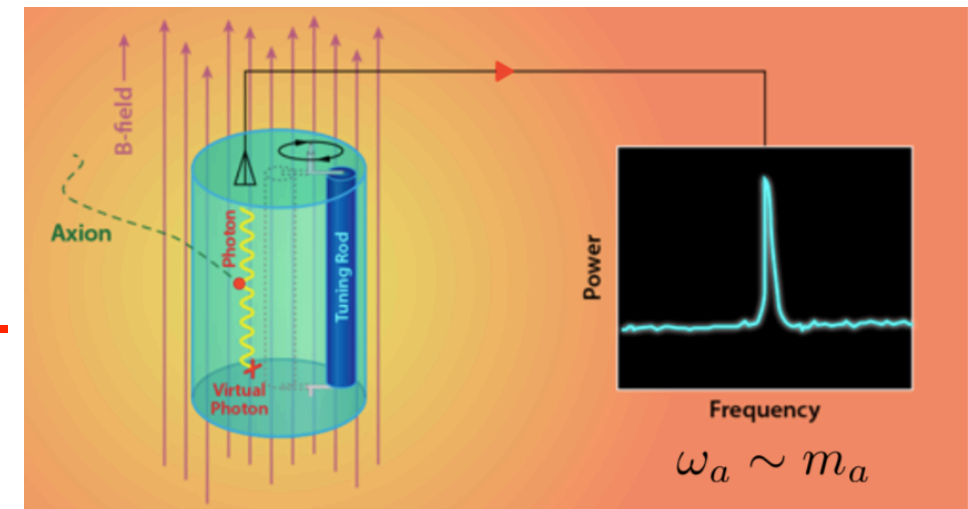 B-field
Axion
Photon
Tuning Rod
Virtual
Photon
Power
Frequency
ωₐ ~ mₐ